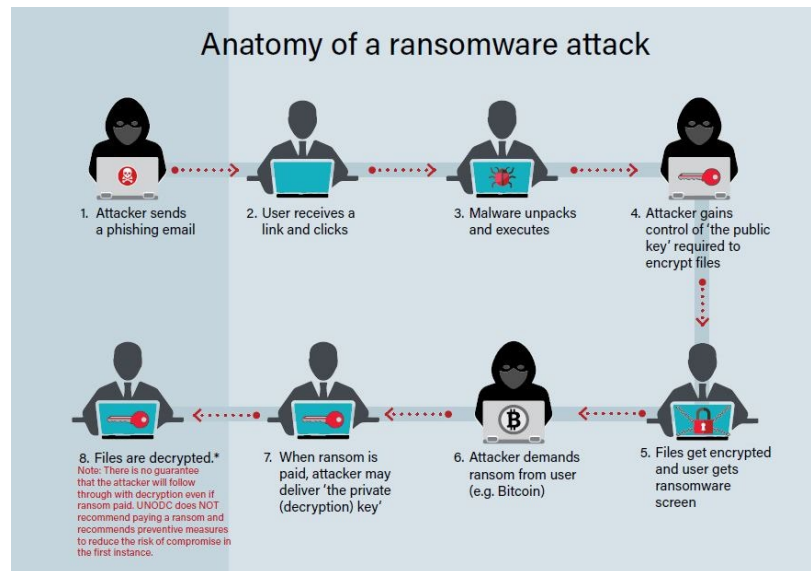 Anatomy of a ransomware attack
1. Attacker sends
a phishing email
2. User receives a
link and clicks
3. Malware unpacks
and executes
4. Attacker gains
control of ‘the public
key’ required to
encrypt files
5. Files get encrypted
and user gets
ransomware
screen
6. Attacker demands
ransom from user
(e.g. Bitcoin)
7. When ransom is
paid, attacker may
deliver ‘the private
(decryption) key’
8. Files are decrypted.*
Note: There is no guarantee
that the attacker will follow
through with decryption even if
ransom paid. UNODC does NOT
recommend paying a ransom and
recommends preventive measures
to reduce the risk of compromise in
the first instance.